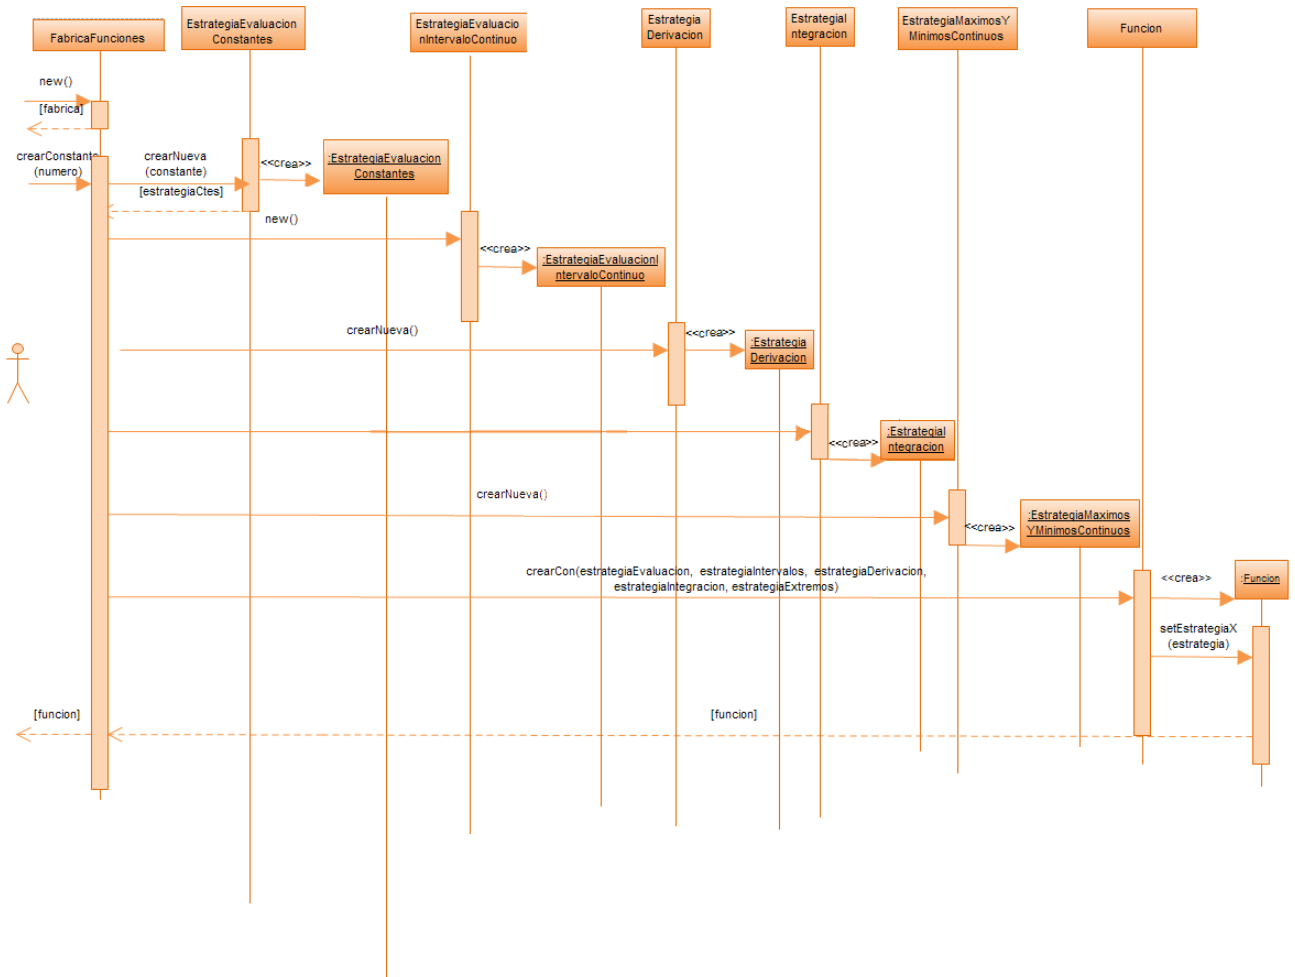 FabricaFunciones
EstrategiaEvaluacion
Constantes
EstrategiaEvaluacio
nIntervaloContinuo
Estrategia
Derivacion
EstrategiaI
ntegracion
EstrategiaMaximosY
MinimosContinuos
Funcion
new()
[fabrica]
crearConstante
(numero)
crearNueva
(constante)
[estrategiaCtes]
<<crea>>
:EstrategiaEvaluacion
Constantes
new()
<<crea>>
:EstrategiaEvaluacionI
ntervaloContinuo
crearNueva()
<<crea>>
:Estrategia
Derivacion
<<crea>>
:EstrategiaI
ntegracion
crearNueva()
<<crea>>
:EstrategiaMaximos
YMinimosContinuos
crearCon(estrategiaEvaluacion, estrategiaIntervalos, estrategiaDerivacion,
estrategiaIntegracion, estrategiaExtremos)
<<crea>>
:Funcion
setEstrategiaX
(estrategia)
[funcion]
[funcion]